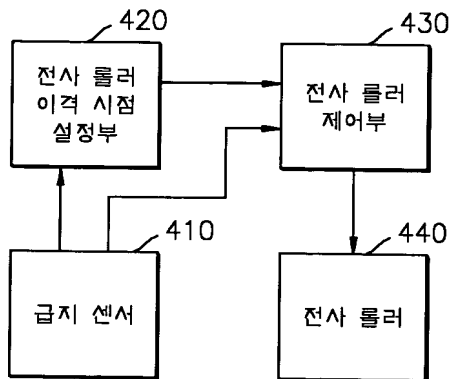 420
전사 롤러
이격 시점
설정부
430
전사 롤러
제어부
410
급지 센서
440
전사 롤러